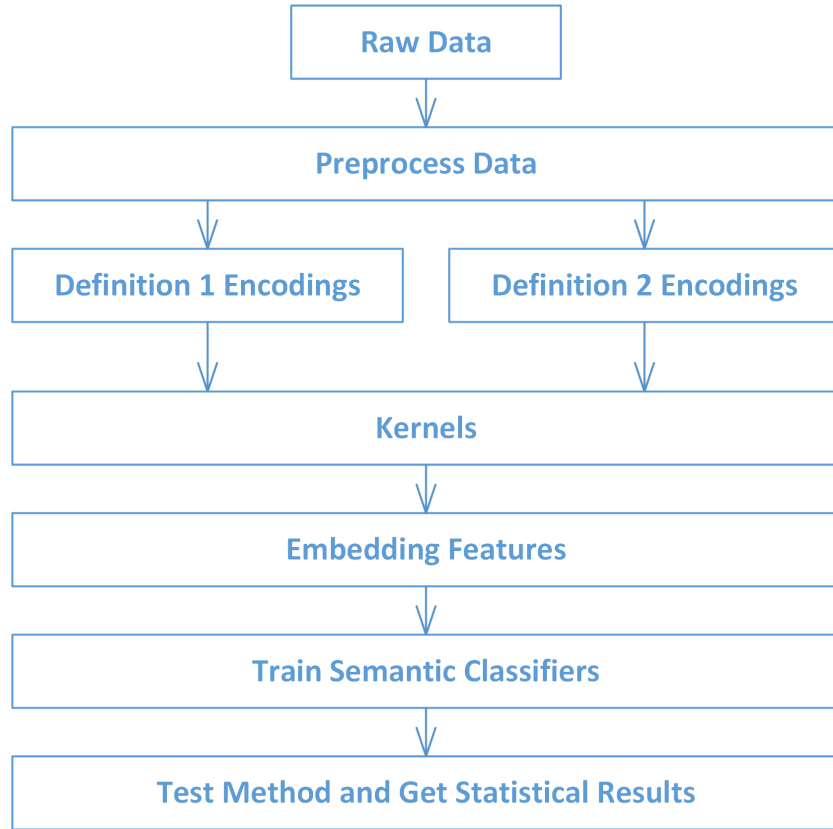 Raw Data
Preprocess Data
Definition 1 Encodings
Definition 2 Encodings
Kernels
Embedding Features
Train Semantic Classifiers
Test Method and Get Statistical Results